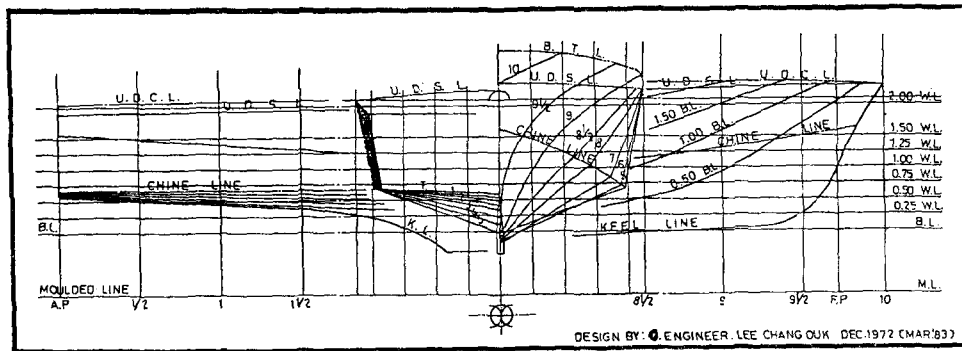 B. T. L.
10
U.D.S.L.
U.D.C.L.
U.D.S.L.
U.D.S.L.
U.D.S.L. U.D.C.L.
9½
9
8½
8
7
6
5
2.00 W.L.
1.50 B.L.
1.00 B.L.
0.50 B.L.
CHINE LINE
CHINE LINE
CHINE LINE
1.50 W.L.
1.25 W.L.
1.00 W.L.
0.75 W.L.
0.50 W.L.
0.25 W.L.
B.L.
B.L.
K.L.
KEEL LINE
MOULDED LINE
M.L.
A.P ½ 1 1½ 8½ 9 9½ F.P 10
DESIGN BY: O. ENGINEER. LEE CHANG OUK DEC.1972 (MAR.'83)